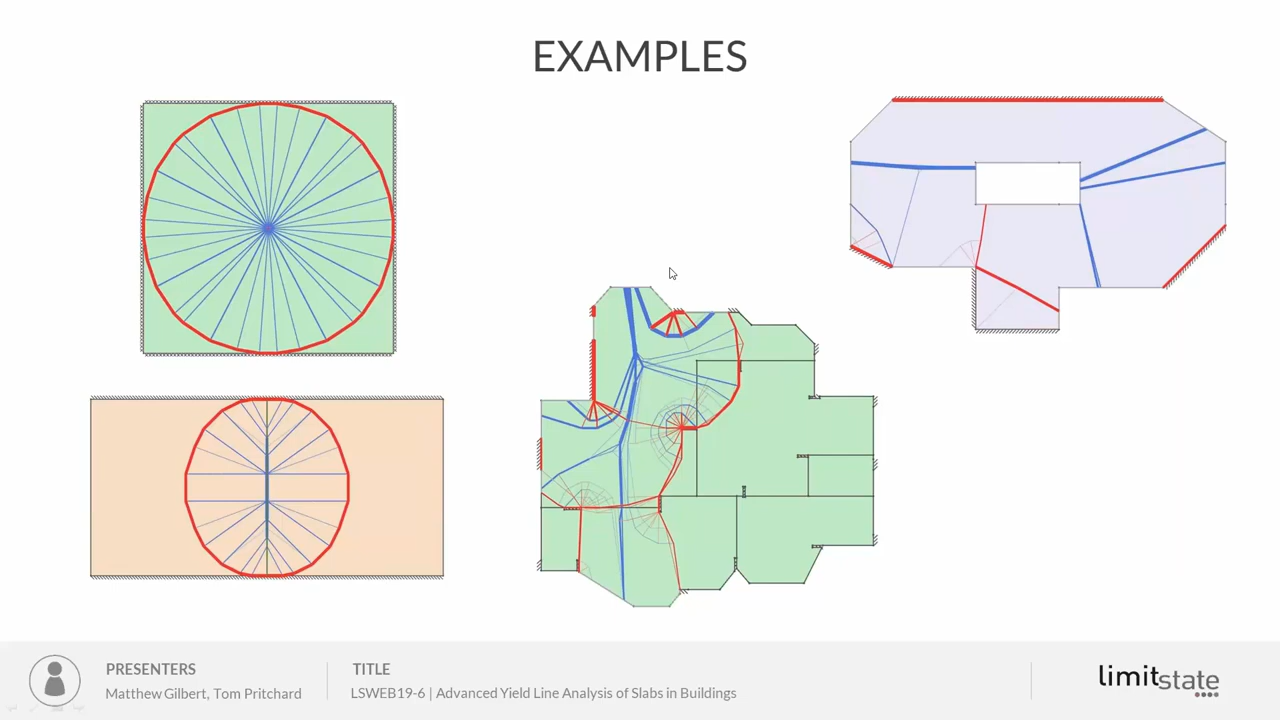 EXAMPLES
PRESENTERS
Matthew Gilbert, Tom Pritchard
TITLE
LSWEB19-6 | Advanced Yield Line Analysis of Slabs in Buildings
limitstate